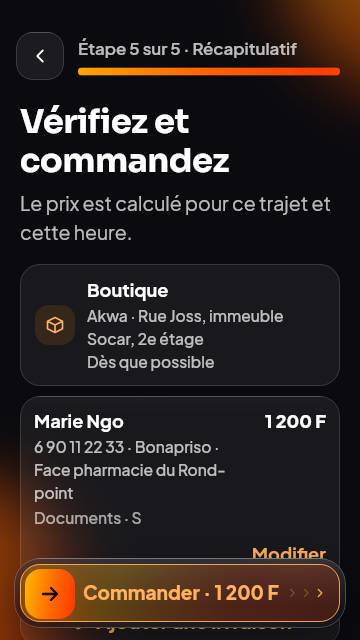 Étape 5 sur 5 · Récapitulatif
Vérifiez et
commandez
Le prix est calculé pour ce trajet et
cette heure.
Boutique
Akwa · Rue Joss, immeuble
Socar, 2e étage
Dès que possible
Marie Ngo 1 200 F
6 90 11 22 33 · Bonapriso ·
Face pharmacie du Rond-
point
Documents · S
Modifier
Commander · 1 200 F